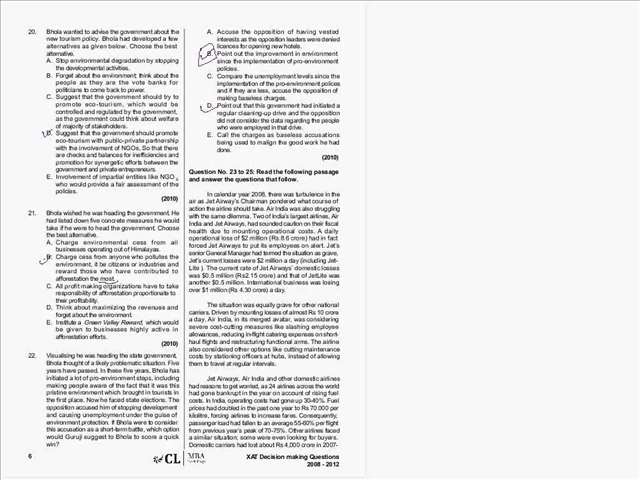 20. Bhola wanted to advise the government about the
new tourism policy. Bhola had developed a few
alternatives as given below. Choose the best
alternative.
A. Stop environmental degradation by stopping
the developmental activities.
B. Forget about the environment; think about the
people as they are the vote banks for
politicians to come back to power.
C. Suggest that the government should try to
promote eco-tourism, which would be
controlled and regulated by the government,
as the government could think about welfare
of majority of stakeholders.
D. Suggest that the government should promote
eco-tourism with public-private partnership
with the involvement of NGOs, So that there
are checks and balances for inefficiencies and
promotion for synergetic efforts between the
government and private entrepreneurs.
E. Involvement of impartial entities like NGO s
who would provide a fair assessment of the
policies.
(2010)
21. Bhola wished he was heading the government. He
had listed down five concrete measures he would
take if he were to head the government. Choose
the best alternative.
A. Charge environmental cess from all
businesses operating out of Himalayas.
B. Charge cess from anyone who pollutes the
environment, it be citizens or industries and
reward those who have contributed to
afforestation the most.
C. All profit making organizations have to take
responsibility of afforestation proportionate to
their profitability.
D. Think about maximizing the revenues and
forget about the environment.
E. Institute a Green Valley Reward, which would
be given to businesses highly active in
afforestation efforts.
(2010)
22. Visualising he was heading the state government,
Bhola thought of a likely problematic situation. Five
years have passed. In these five years, Bhola has
initiated a lot of pro-environment steps, including
making people aware of the fact that it was this
pristine environment which brought in tourists in
the first place. Now he faced state elections. The
opposition accused him of stopping development
and causing unemployment under the guise of
environment protection. If Bhola were to consider
this accusation as a short-term battle, which option
would Guruji suggest to Bhola to score a quick
win?
A. Accuse the opposition of having vested
interests as the opposition leaders were denied
licences for opening new hotels.
B. Point out the improvement in environment
since the implementation of pro-environment
policies.
C. Compare the unemployment levels since the
implementation of the pro-environment polices
and if they are less, accuse the opposition of
making baseless charges.
D. Point out that this government had initiated a
regular cleaning-up drive and the opposition
did not consider the data regarding the people
who were employed in that drive.
E. Call the charges as baseless accusations
being used to malign the good work he had
done.
(2010)
Question No. 23 to 25: Read the following passage
and answer the questions that follow.
In calendar year 2008, there was turbulence in the
air as Jet Airway's Chairman pondered what course of
action the airline should take. Air India was also struggling
with the same dilemma. Two of India's largest airlines, Air
India and Jet Airways, had sounded caution on their fiscal
health due to mounting operational costs. A daily
operational loss of $2 million (Rs.8.6 crore) had in fact
forced Jet Airways to put its employees on alert. Jet's
senior General Manager had termed the situation as grave.
Jet's current losses were $2 million a day (including Jet-
Lite ). The current rate of Jet Airways' domestic losses
was $0.5 million (Rs2.15 crore) and that of JetLite was
another $0.5 million. International business was losing
over $1 million (Rs 4.30 crore) a day.
The situation was equally grave for other national
carriers. Driven by mounting losses of almost Rs 10 crore
a day, Air India, in its merged avatar, was considering
severe cost-cutting measures like slashing employee
allowances, reducing in-flight catering expenses on short-
haul flights and restructuring functional arms. The airline
also considered other options like cutting maintenance
costs by stationing officers at hubs, instead of allowing
them to travel at regular intervals.
Jet Airways, Air India and other domestic airlines
had reasons to get worried, as 24 airlines across the world
had gone bankrupt in the year on account of rising fuel
costs. In India, operating costs had gone up 30-40%. Fuel
prices had doubled in the past one year to Rs 70,000 per
kilolitre, forcing airlines to increase fares. Consequently,
passenger load had fallen to an average 55-60% per flight
from previous year's peak of 70-75%. Other airlines faced
a similar situation; some were even looking for buyers.
Domestic carriers had lost about Rs 4,000 crore in 2007-
6
CL MBA
XAT Decision making Questions
2008 - 2012